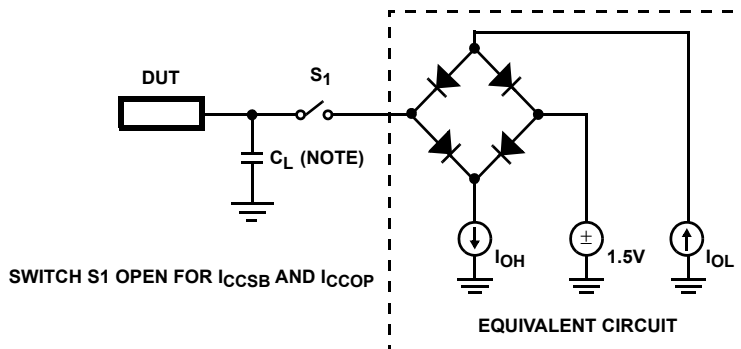 DUT
S1
CL (NOTE)
±
IOH
1.5V
IOL
SWITCH S1 OPEN FOR ICCSB AND ICCOP
EQUIVALENT CIRCUIT